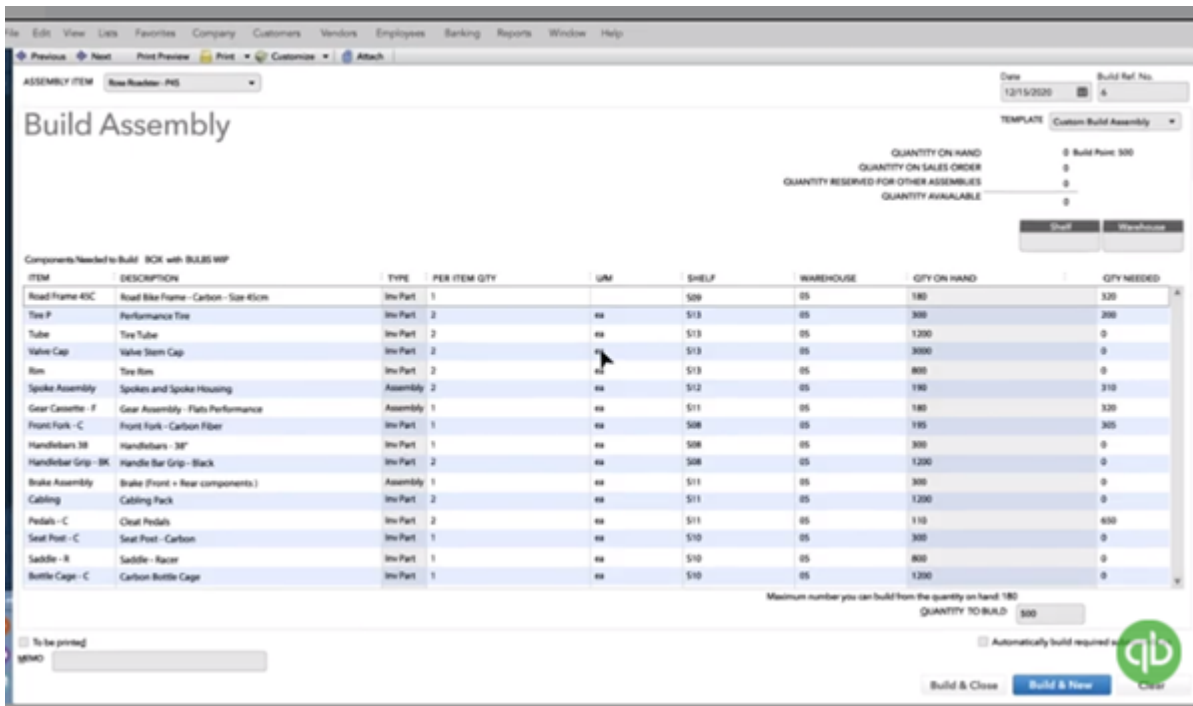 File Edit View Lists Favorites Company Customers Vendors Employees Banking Reports Window Help
Previous Next Print Preview Print Customize Attach
ASSEMBLY ITEM Rosa Roadster - P45
Date Build Ref. No.
12/15/2020 6
Build Assembly
TEMPLATE Custom Build Assembly
QUANTITY ON HAND 0 Build Point: 500
QUANTITY ON SALES ORDER 0
QUANTITY RESERVED FOR OTHER ASSEMBLIES 0
QUANTITY AVAIALABLE 0
Shelf Warehouse
Components Needed to Build BOX with BULBS WIP
ITEM DESCRIPTION TYPE PER ITEM QTY U/M SHELF WAREHOUSE QTY ON HAND QTY NEEDED
Road Frame 45C Road Bike Frame - Carbon - Size 45cm Inv Part 1 S09 05 180 320
Tire P Performance Tire Inv Part 2 ea S13 05 300 200
Tube Tire Tube Inv Part 2 ea S13 05 1200 0
Valve Cap Valve Stem Cap Inv Part 2 ea S13 05 3000 0
Rim Tire Rim Inv Part 2 ea S13 05 800 0
Spoke Assembly Spokes and Spoke Housing Assembly 2 ea S12 05 190 310
Gear Cassette - F Gear Assembly - Flats Performance Assembly 1 ea S11 05 180 320
Front Fork - C Front Fork - Carbon Fiber Inv Part 1 ea S08 05 195 305
Handlebars 38 Handlebars - 38" Inv Part 1 ea S08 05 300 0
Handlebar Grip - BK Handle Bar Grip - Black Inv Part 2 ea S08 05 1200 0
Brake Assembly Brake (Front + Rear components.) Assembly 1 ea S11 05 300 0
Cabling Cabling Pack Inv Part 2 ea S11 05 1200 0
Pedals - C Cleat Pedals Inv Part 2 ea S11 05 110 650
Seat Post - C Seat Post - Carbon Inv Part 1 ea S10 05 300 0
Saddle - R Saddle - Racer Inv Part 1 ea S10 05 800 0
Bottle Cage - C Carbon Bottle Cage Inv Part 1 ea S10 05 1200 0
Maximum number you can build from the quantity on hand: 180
QUANTITY TO BUILD 500
To be printed
Automatically build required
MEMO
qb
Build & Close Build & New Clear